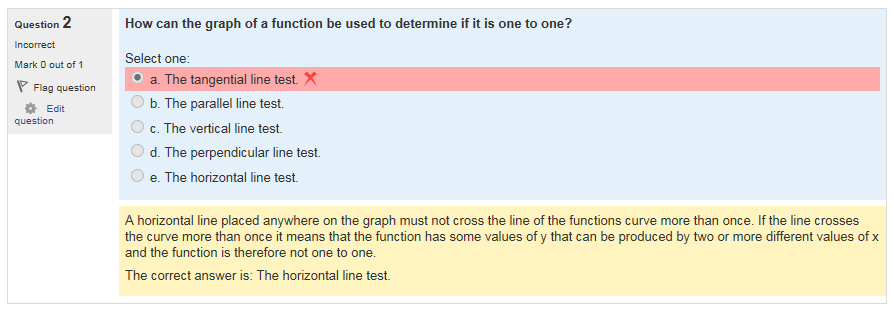 Question 2
Incorrect
Mark 0 out of 1
Flag question
Edit
question
How can the graph of a function be used to determine if it is one to one?
Select one:
a. The tangential line test.
b. The parallel line test.
c. The vertical line test.
d. The perpendicular line test.
e. The horizontal line test.
A horizontal line placed anywhere on the graph must not cross the line of the functions curve more than once. If the line crosses
the curve more than once it means that the function has some values of y that can be produced by two or more different values of x
and the function is therefore not one to one.
The correct answer is: The horizontal line test.